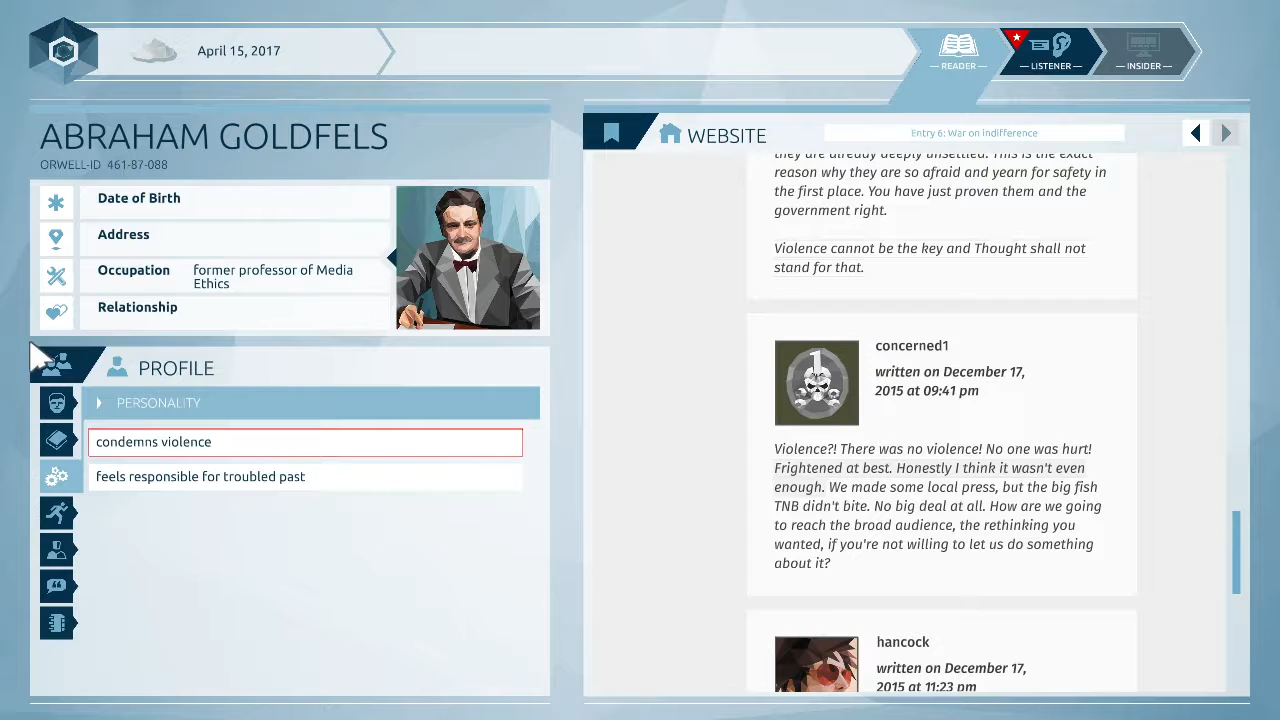 April 15, 2017
— READER —
— LISTENER —
— INSIDER —
ABRAHAM GOLDFELS
ORWELL-ID 461-87-088
Date of Birth
Address
Occupation former professor of Media
Ethics
Relationship
PROFILE
PERSONALITY
condemns violence
feels responsible for troubled past
WEBSITE
Entry 6: War on indifference
they are already deeply unsettled. This is the exact
reason why they are so afraid and yearn for safety in
the first place. You have just proven them and the
government right.
Violence cannot be the key and Thought shall not
stand for that.
concerned1
written on December 17,
2015 at 09:41 pm
Violence?! There was no violence! No one was hurt!
Frightened at best. Honestly I think it wasn't even
enough. We made some local press, but the big fish
TNB didn't bite. No big deal at all. How are we going
to reach the broad audience, the rethinking you
wanted, if you're not willing to let us do something
about it?
hancock
written on December 17,
2015 at 11:23 pm